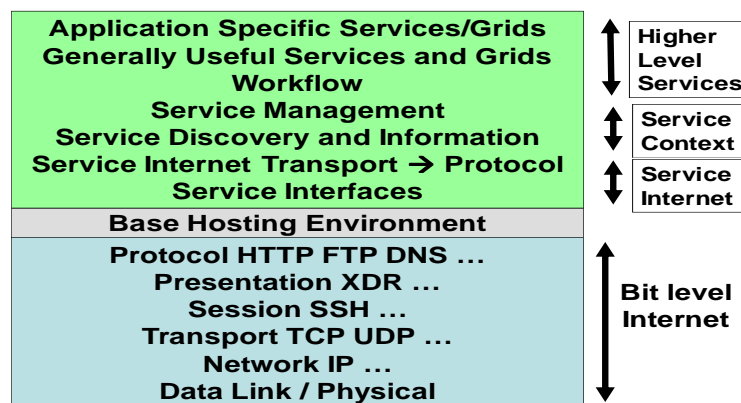 Application Specific Services/Grids
Generally Useful Services and Grids
Workflow
Service Management
Service Discovery and Information
Service Internet Transport → Protocol
Service Interfaces
Base Hosting Environment
Protocol HTTP FTP DNS …
Presentation XDR …
Session SSH …
Transport TCP UDP …
Network IP …
Data Link / Physical
Higher
Level
Services
Service
Context
Service
Internet
Bit level
Internet